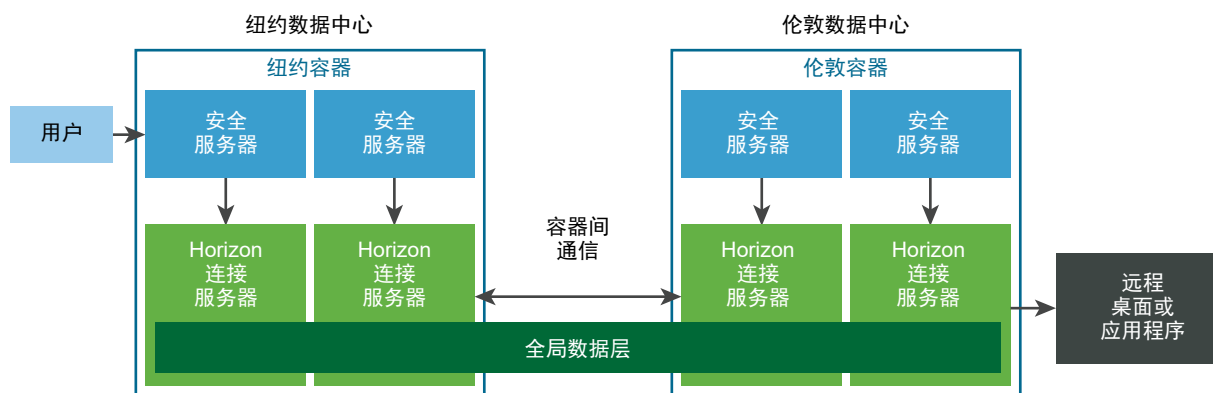 纽约数据中心
伦敦数据中心
纽约容器
伦敦容器
用户
安全
服务器
安全
服务器
安全
服务器
安全
服务器
容器间
通信
Horizon
连接
服务器
Horizon
连接
服务器
Horizon
连接
服务器
Horizon
连接
服务器
远程
桌面或
应用程序
全局数据层